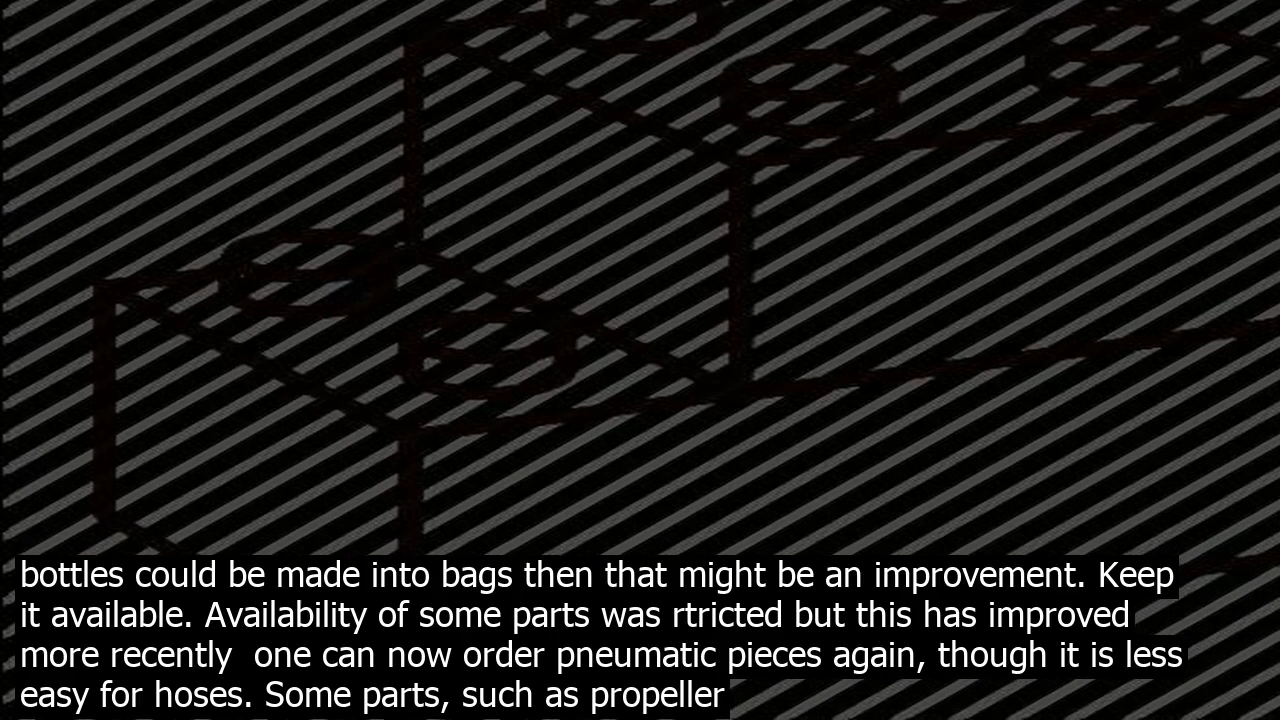 bottles could be made into bags then that might be an improvement. Keep
it available. Availability of some parts was rtricted but this has improved
more recently  one can now order pneumatic pieces again, though it is less
easy for hoses. Some parts, such as propeller